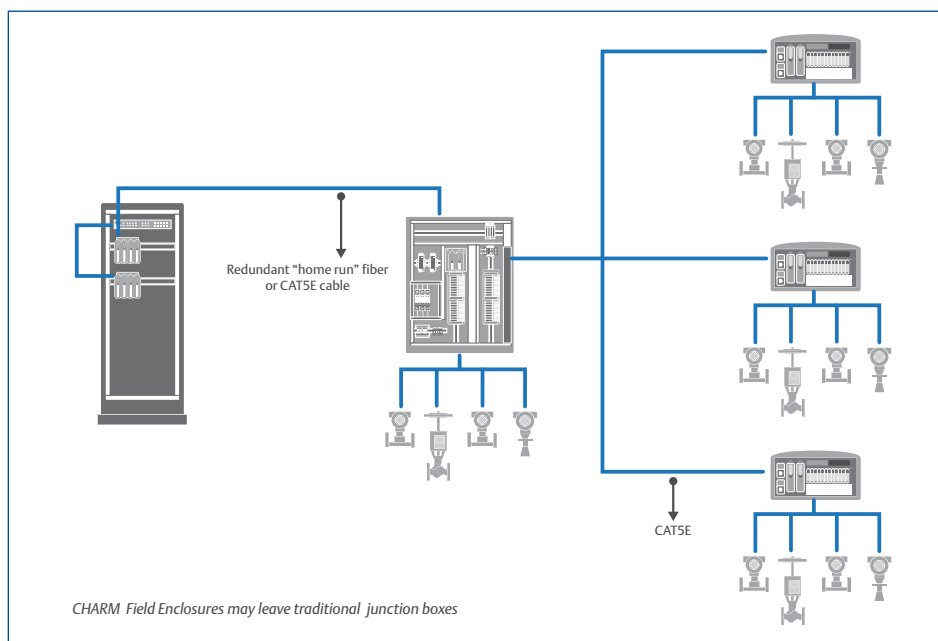 Redundant “home run” fiber
or CAT5E cable
CAT5E
CHARM Field Enclosures may leave traditional junction boxes